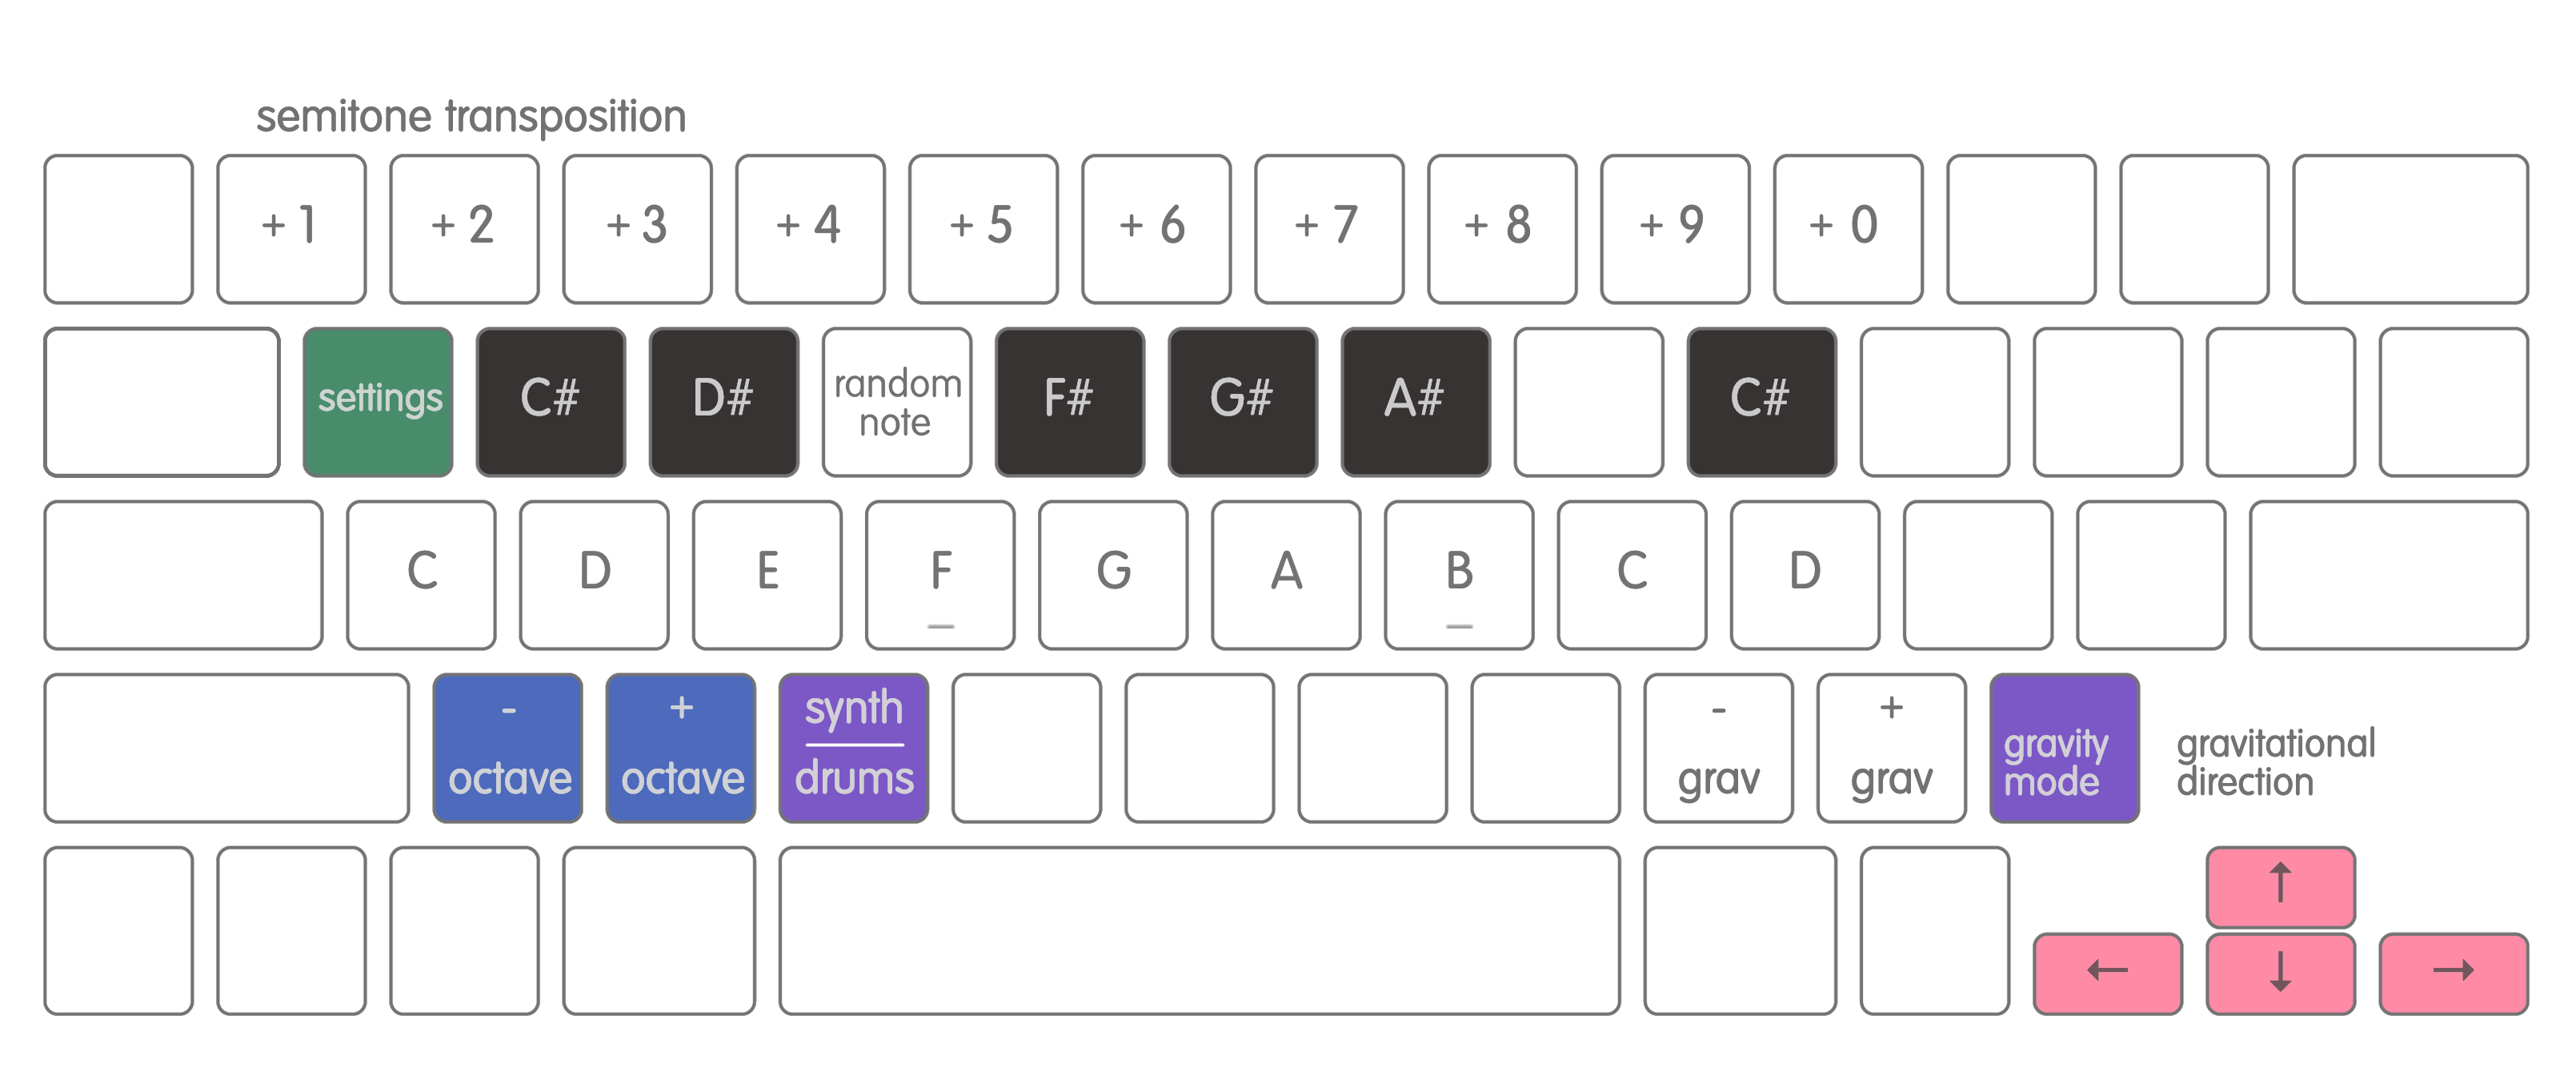 semitone transposition
+ 1 + 2 + 3 + 4 + 5 + 6 + 7 + 8 + 9 + 0
settings C# D# random note F# G# A# C#
C D E F G A B C D
- octave + octave synth drums - grav + grav gravity mode gravitational direction
↑
← ↓ →